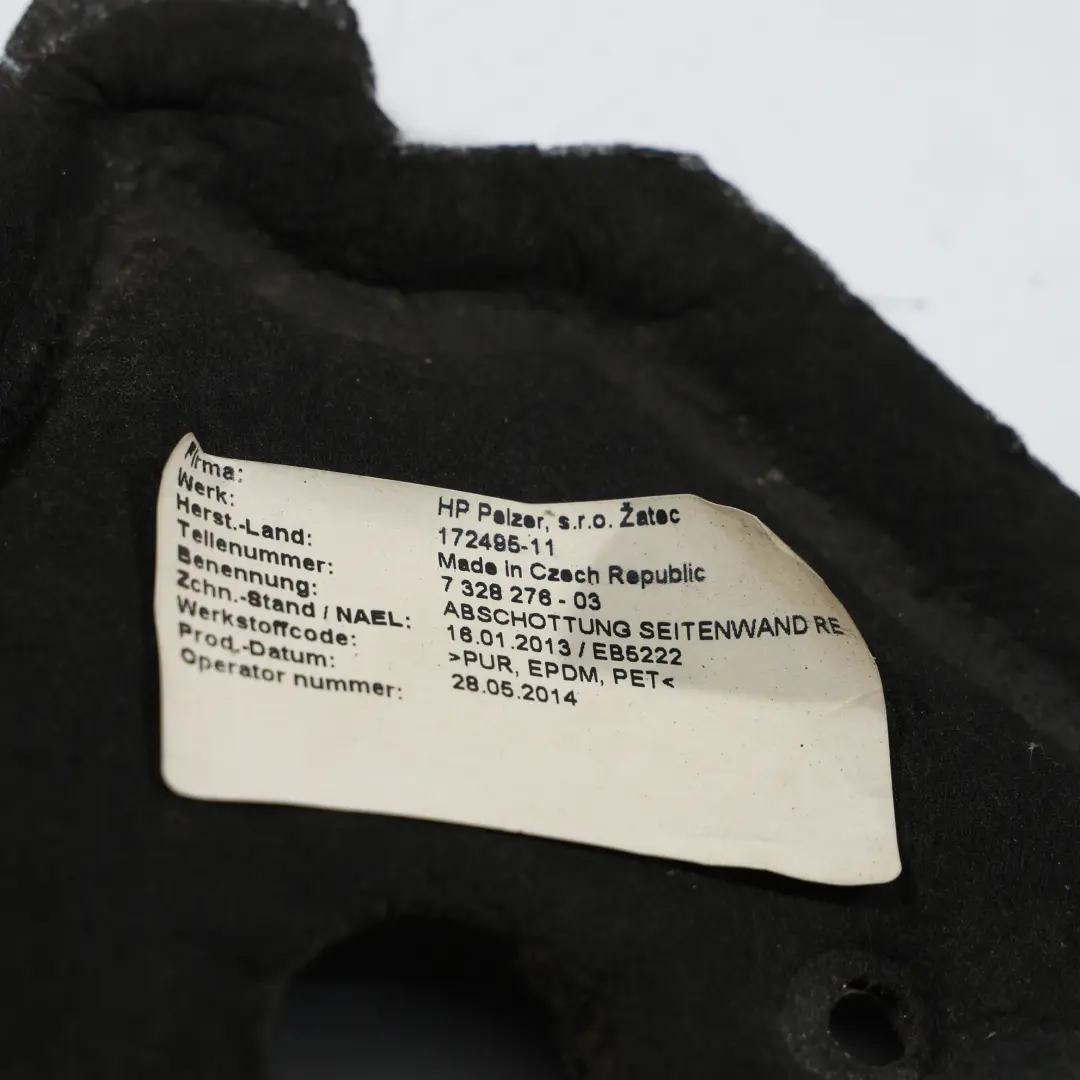 Firma: HP Pelzer, s.r.o. Žatec
Werk: 172495-11
Herst.-Land: Made in Czech Republic
Teilenummer: 7 328 276 - 03
Benennung: ABSCHOTTUNG SEITENWAND RE
Zchn.-Stand / NAEL: 16.01.2013 / EB5222
Werkstoffcode: >PUR, EPDM, PET<
Prod.-Datum: 28.05.2014
Operator nummer: